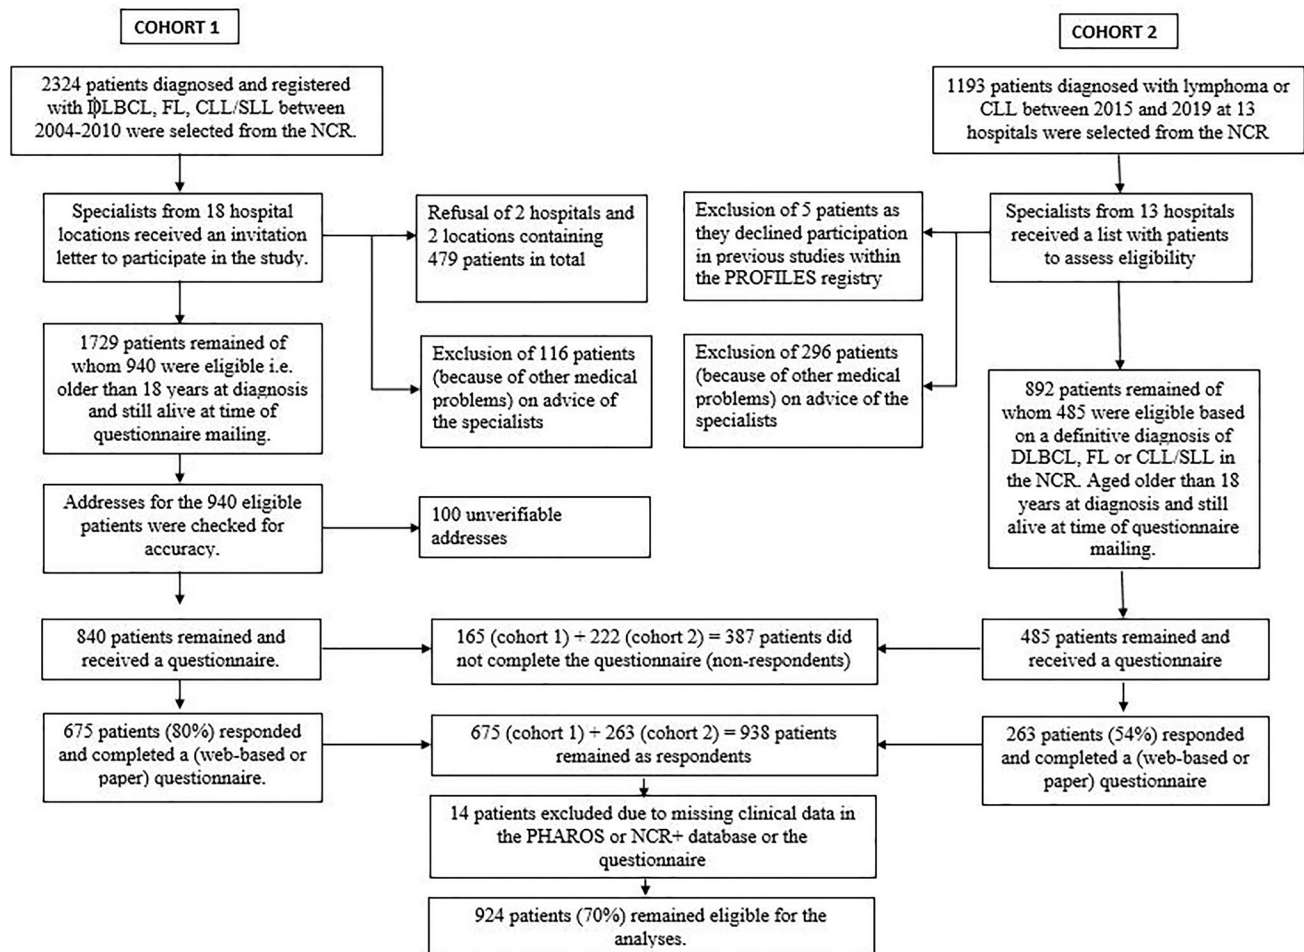 COHORT 1
COHORT 2
2324 patients diagnosed and registered
with DLBCL, FL, CLL/SLL between
2004-2010 were selected from the NCR.
1193 patients diagnosed with lymphoma or
CLL between 2015 and 2019 at 13
hospitals were selected from the NCR
Specialists from 18 hospital
locations received an invitation
letter to participate in the study.
Refusal of 2 hospitals and
2 locations containing
479 patients in total
Exclusion of 5 patients as
they declined participation
in previous studies within
the PROFILES registry
Specialists from 13 hospitals
received a list with patients
to assess eligibility
1729 patients remained of
whom 940 were eligible i.e.
older than 18 years at diagnosis
and still alive at time of
questionnaire mailing.
Exclusion of 116 patients
(because of other medical
problems) on advice of
the specialists
Exclusion of 296 patients
(because of other medical
problems) on advice of the
specialists
892 patients remained of
whom 485 were eligible based
on a definitive diagnosis of
DLBCL, FL or CLL/SLL in
the NCR. Aged older than 18
years at diagnosis and still
alive at time of questionnaire
mailing.
Addresses for the 940 eligible
patients were checked for
accuracy.
100 unverifiable
addresses
840 patients remained and
received a questionnaire.
165 (cohort 1) + 222 (cohort 2) = 387 patients did
not complete the questionnaire (non-respondents)
485 patients remained and
received a questionnaire
675 patients (80%) responded
and completed a (web-based or
paper) questionnaire.
675 (cohort 1) + 263 (cohort 2) = 938 patients
remained as respondents
263 patients (54%) responded
and completed a (web-based or
paper) questionnaire
14 patients excluded due to missing clinical data in
the PHAROS or NCR+ database or the
questionnaire
924 patients (70%) remained eligible for the
analyses.